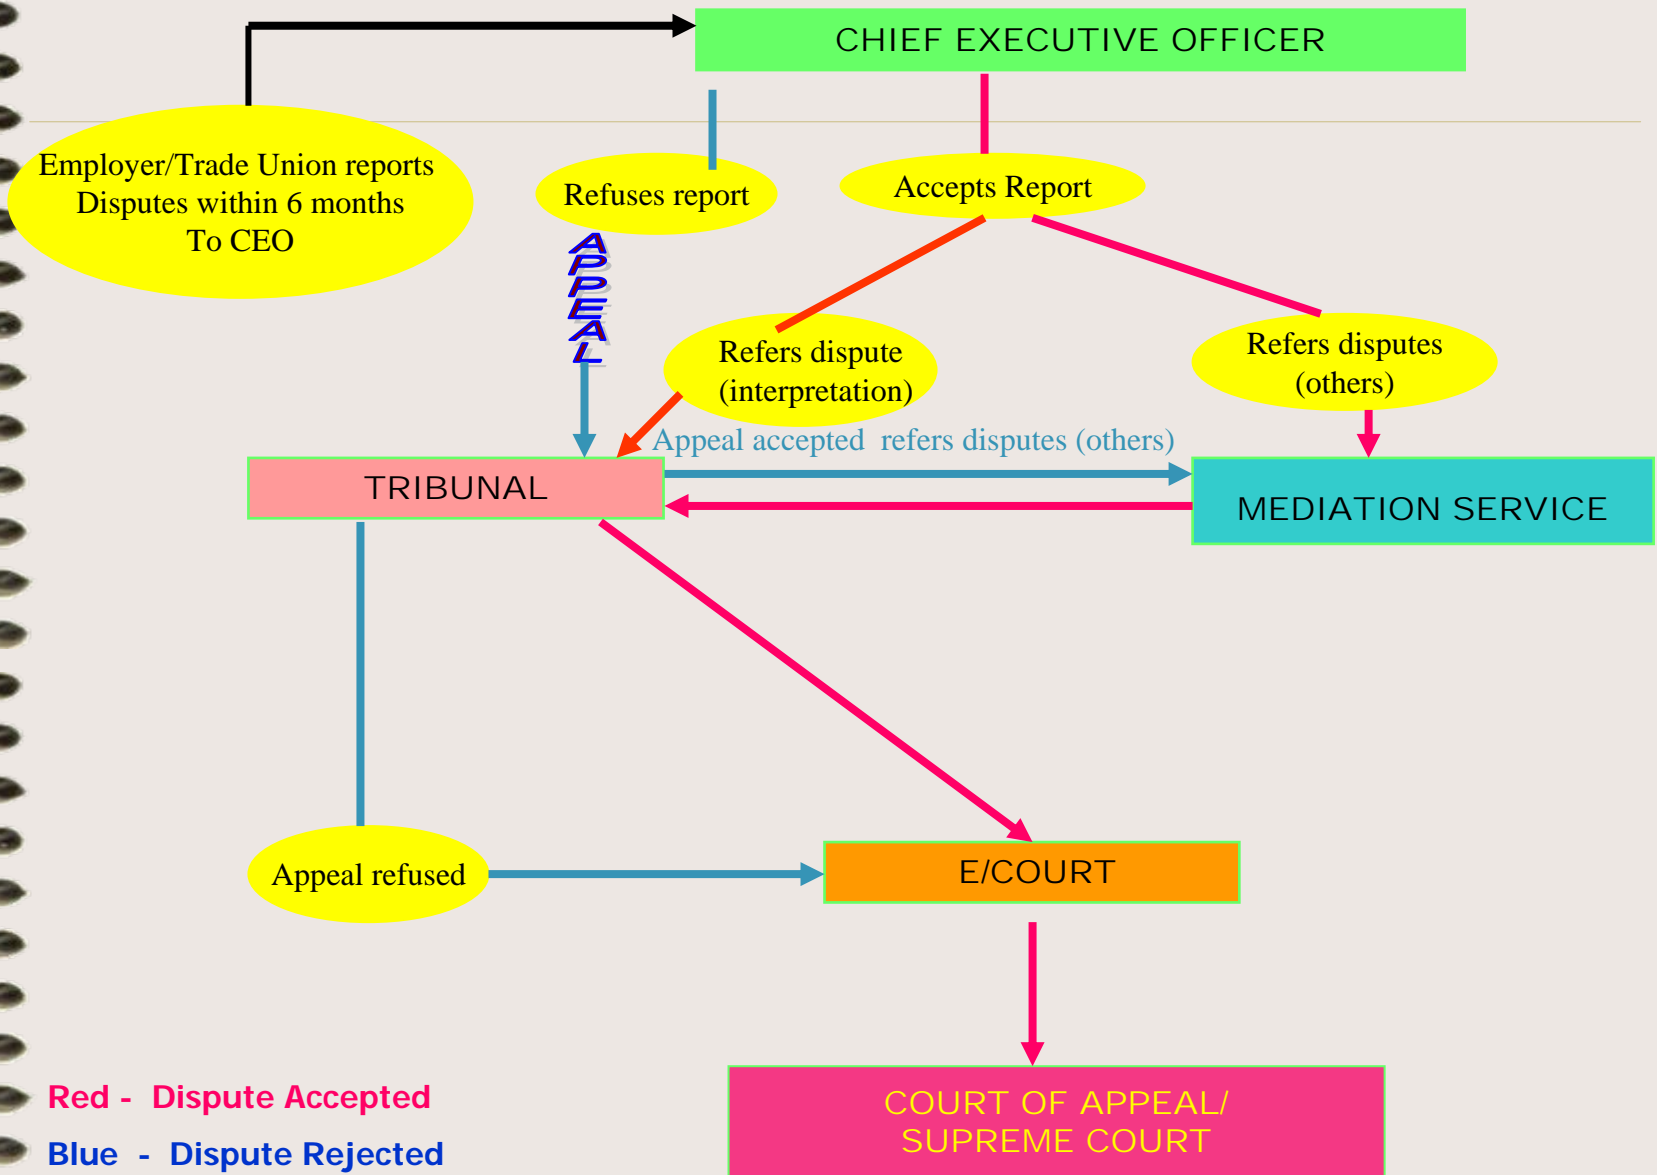 CHIEF EXECUTIVE OFFICER
Employer/Trade Union reports
Disputes within 6 months
To CEO
Refuses report
Accepts Report
APPEAL
Refers dispute
(interpretation)
Refers disputes
(others)
Appeal accepted refers disputes (others)
TRIBUNAL
MEDIATION SERVICE
Appeal refused
E/COURT
Red - Dispute Accepted
Blue - Dispute Rejected
COURT OF APPEAL/
SUPREME COURT